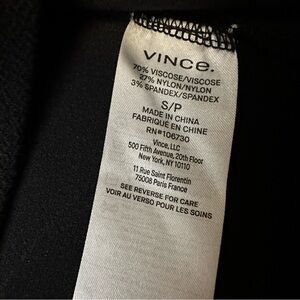 VINCE.
70% VISCOSE/VISCOSE
27% NYLON/NYLON
3% SPANDEX/SPANDEX
S/P
MADE IN CHINA
FABRIQUÉ EN CHINE
RN#106730
Vince, LLC
500 Fifth Avenue, 20th Floor
New York, NY 10110
11 Rue Saint Florentin
75008 Paris France
SEE REVERSE FOR CARE
VOIR AU VERSO POUR LES SOINS